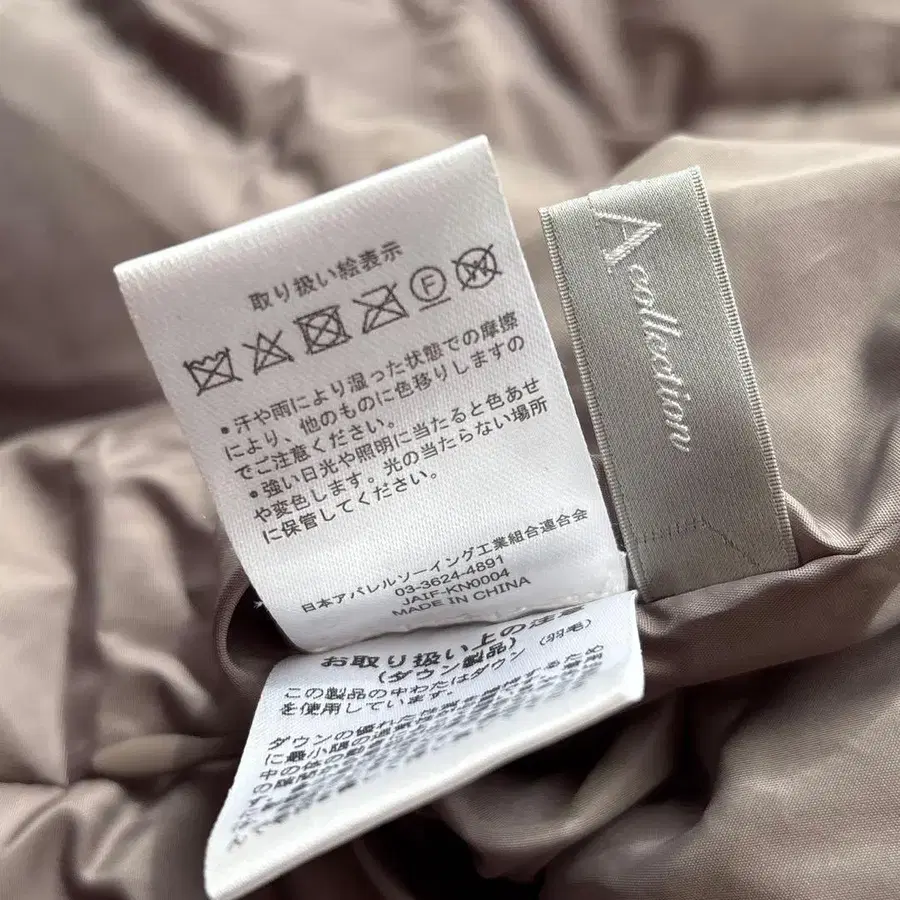 取り扱い絵表示
F W
・汗や雨により湿った状態での摩擦
により、他のものに色移りしますの
でご注意ください。
・強い日光や照明に当たると色あせ
や変色します。光の当たらない場所
に保管してください。
日本アパレルソーイング工業組合連合会
03-3624-4891
JAIF-KN0004
MADE IN CHINA
A. collection
お取り扱い上の注意
(ダウン製品)
この製品の中わたはダウン(羽毛)
を使用しています。
ダウンの優れた